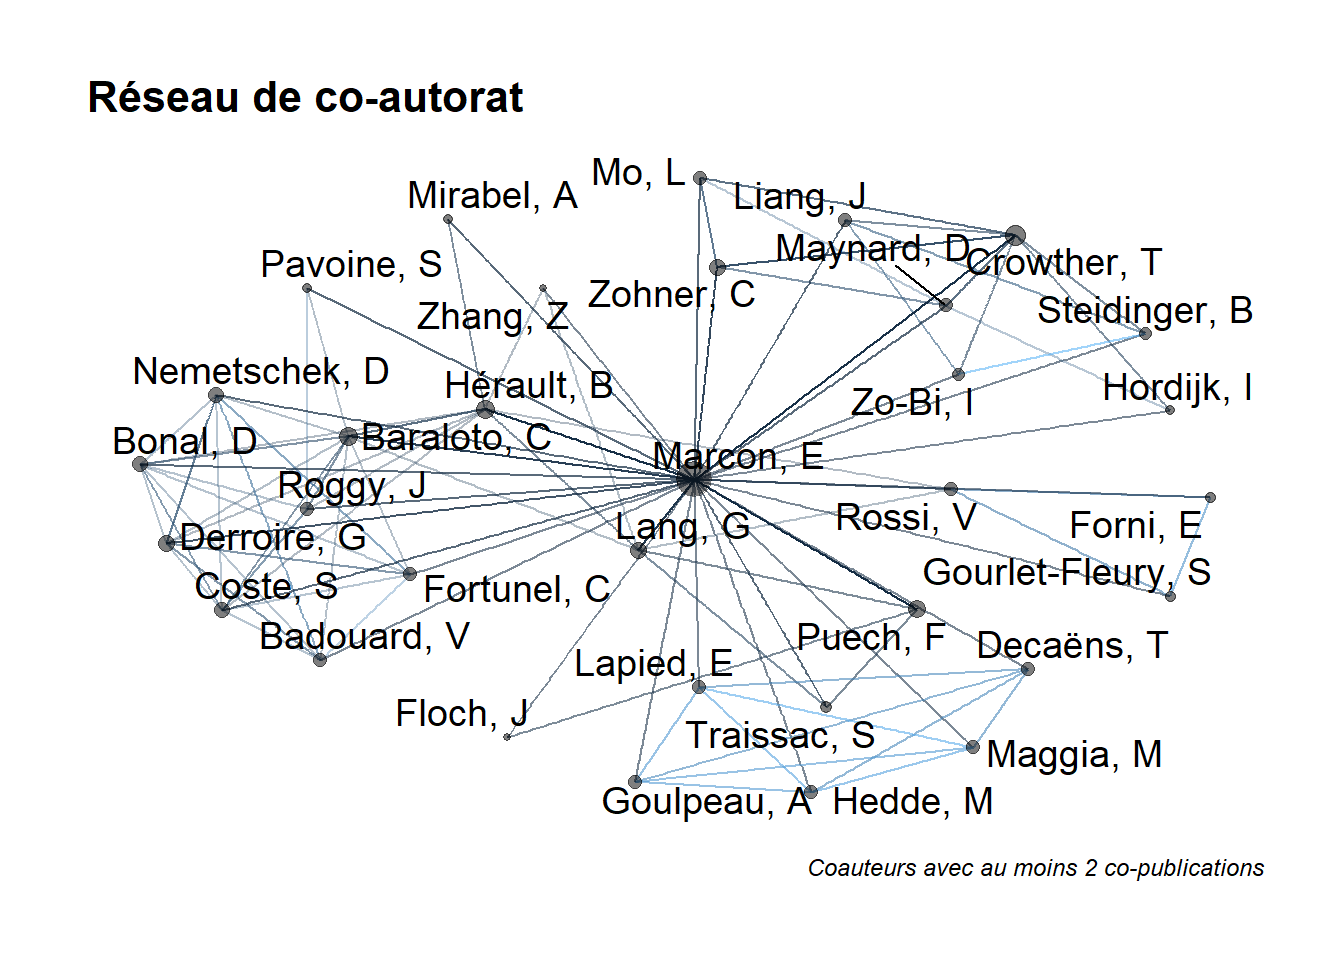 Réseau de co-autorat
Mo, L
Mirabel, A
Liang, J
Maynard, D
Crowther, T
Pavoine, S
Zohner, C
Zhang, Z
Steidinger, B
Nemetschek, D
Hérault, B
Zo-Bi, I
Hordijk, I
Bonal, D
Baraloto, C
Marcon, E
Roggy, J
Lang, G
Rossi, V
Forni, E
Derroire, G
Coste, S
Fortunel, C
Gourlet-Fleury, S
Badouard, V
Puech, F
Decaëns, T
Lapied, E
Floch, J
Traissac, S
Maggia, M
Goulpeau, A
Hedde, M
Coauteurs avec au moins 2 co-publications